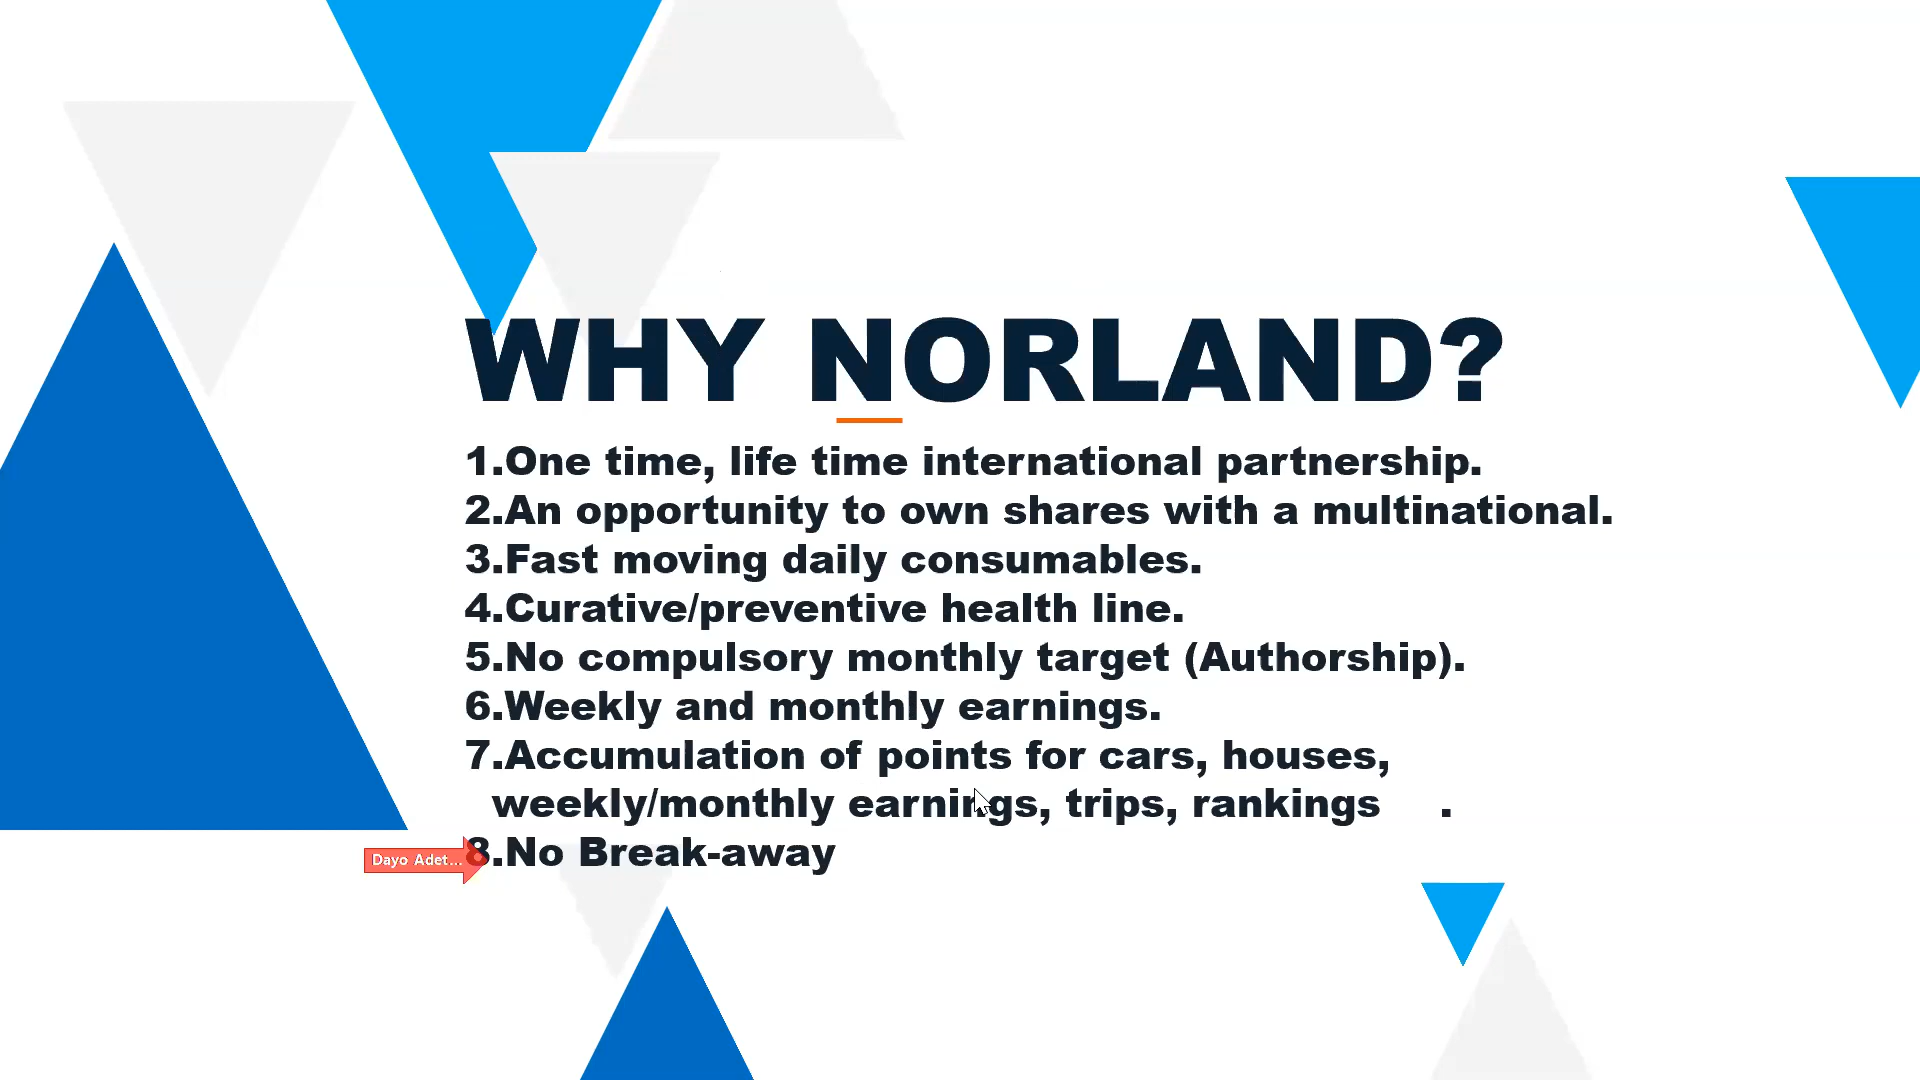 WHY NORLAND?
1.One time, life time international partnership.
2.An opportunity to own shares with a multinational.
3.Fast moving daily consumables.
4.Curative/preventive health line.
5.No compulsory monthly target (Authorship).
6.Weekly and monthly earnings.
7.Accumulation of points for cars, houses,
weekly/monthly earnings, trips, rankings .
Dayo Adet...
8.No Break-away